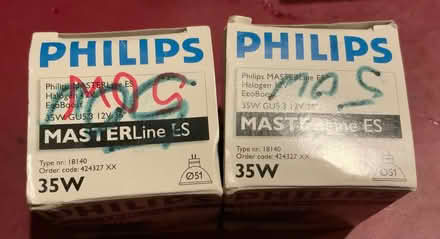 PHILIPS
Philips MASTERLine ES
Halogen
EcoBoost
35W GU5.3 12V
MASTERLine ES
Type nr: 18140
Order code: 424327 XX
35W
Ø51
PHILIPS
Philips MASTERLine ES
Halogen
EcoBoost
35W GU5.3 12V
MASTERLine ES
Type nr: 18140
Order code: 424327 XX
35W
Ø51